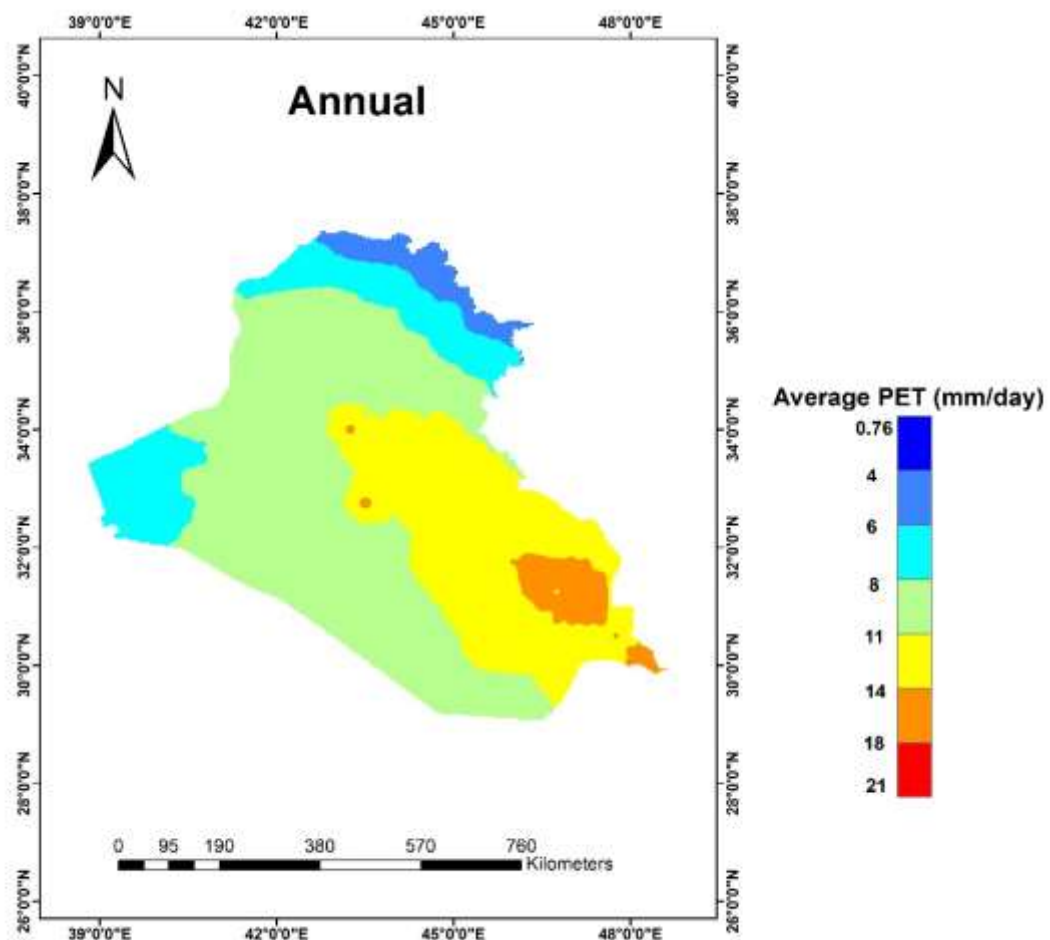 39°0'0"E 42°0'0"E 45°0'0"E 48°0'0"E
40°0'0"N 40°0'0"N
N
Annual
38°0'0"N 38°0'0"N
36°0'0"N 36°0'0"N
34°0'0"N 34°0'0"N
32°0'0"N 32°0'0"N
30°0'0"N 30°0'0"N
28°0'0"N 28°0'0"N
26°0'0"N 26°0'0"N
0 95 190 380 570 760
Kilometers
39°0'0"E 42°0'0"E 45°0'0"E 48°0'0"E
Average PET (mm/day)
0.76
4
6
8
11
14
18
21